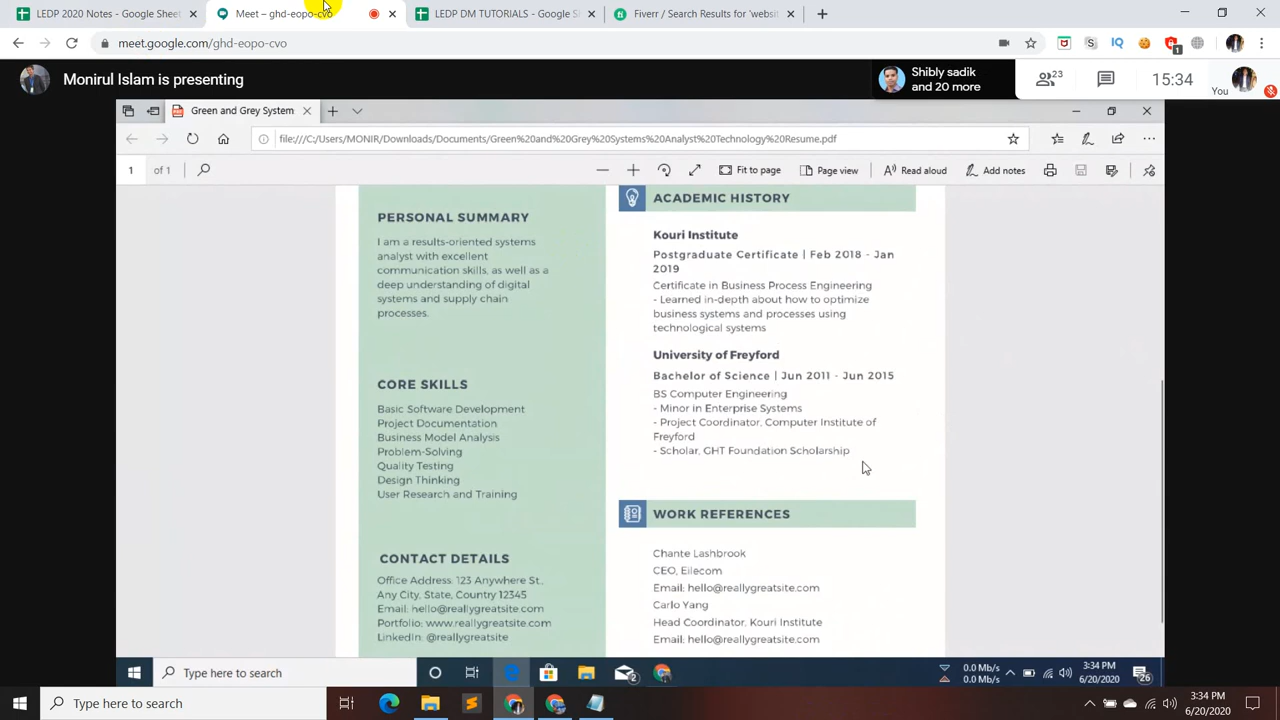 LEDP 2020 Notes - Google Sheet
Meet – ghd-eopo-cvo
LEDP DM TUTORIALS - Google S
Fiverr / Search Results for 'websit
meet.google.com/ghd-eopo-cvo
1
Monirul Islam is presenting
Shibly sadik
and 20 more
23
15:34
You
Green and Grey System
file:///C:/Users/MONIR/Downloads/Documents/Green%20and%20Grey%20Systems%20Analyst%20Technology%20Resume.pdf
1 of 1
Fit to page
Page view
Read aloud
Add notes
PERSONAL SUMMARY
I am a results-oriented systems
analyst with excellent
communication skills, as well as a
deep understanding of digital
systems and supply chain
processes.
CORE SKILLS
Basic Software Development
Project Documentation
Business Model Analysis
Problem-Solving
Quality Testing
Design Thinking
User Research and Training
CONTACT DETAILS
Office Address: 123 Anywhere St.,
Any City, State, Country 12345
Email: hello@reallygreatsite.com
Portfolio: www.reallygreatsite.com
LinkedIn: @reallygreatsite
ACADEMIC HISTORY
Kouri Institute
Postgraduate Certificate | Feb 2018 - Jan
2019
Certificate in Business Process Engineering
- Learned in-depth about how to optimize
business systems and processes using
technological systems
University of Freyford
Bachelor of Science | Jun 2011 - Jun 2015
BS Computer Engineering
- Minor in Enterprise Systems
- Project Coordinator, Computer Institute of
Freyford
- Scholar, GHT Foundation Scholarship
WORK REFERENCES
Chante Lashbrook
CEO, Eilecom
Email: hello@reallygreatsite.com
Carlo Yang
Head Coordinator, Kouri Institute
Email: hello@reallygreatsite.com
Type here to search
2
0.0 Mb/s
0.0 Mb/s
3:34 PM
6/20/2020
26
Type here to search
3:34 PM
6/20/2020